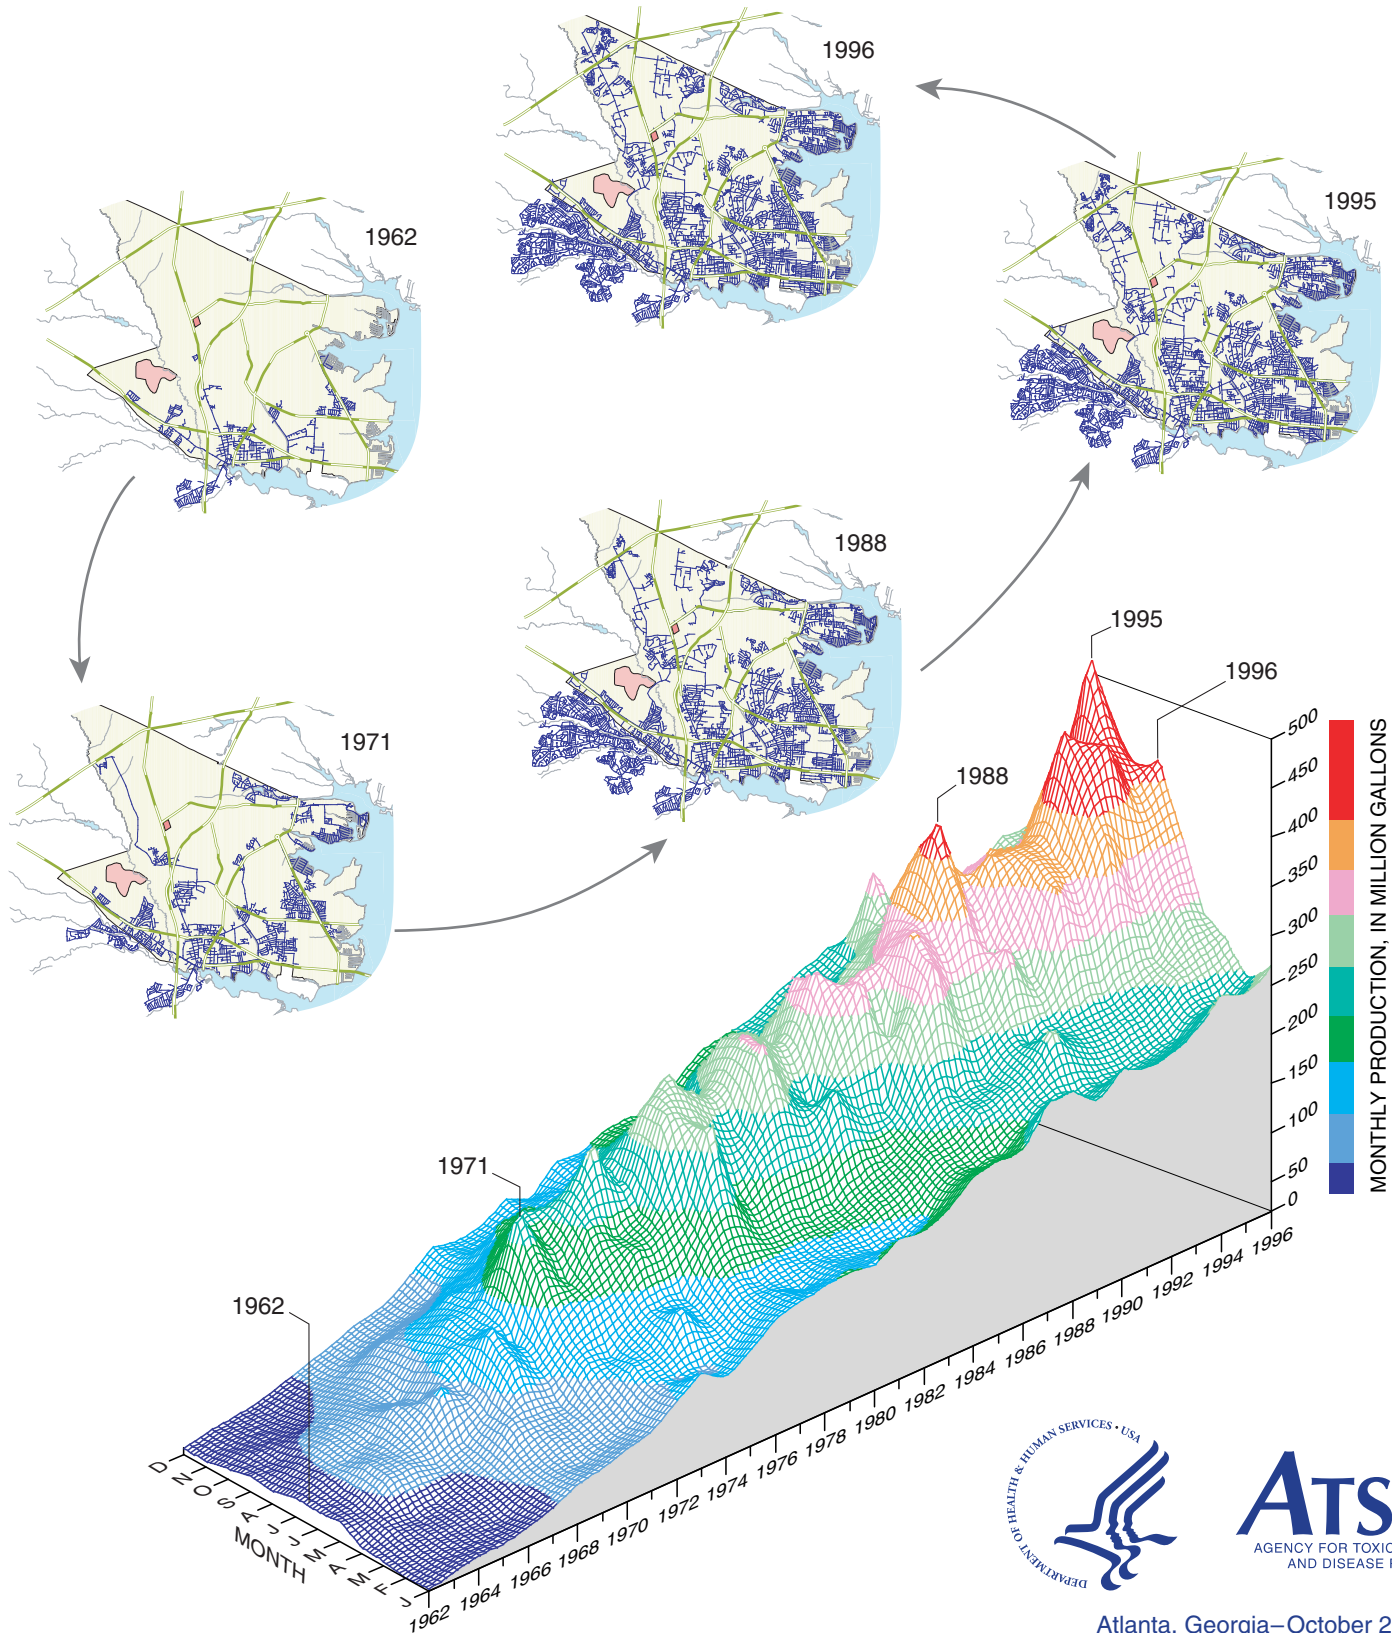 1996
1995
1962
1988
1971
1995
1996
1988
1971
1962
500
450
400
350
300
250
200
150
100
50
0
MONTHLY PRODUCTION, IN MILLION GALLONS
D
N
O
S
A
J
J
M
A
M
F
J
MONTH
1962
1964
1966
1968
1970
1972
1974
1976
1978
1980
1982
1984
1986
1988
1990
1992
1994
1996
DEPARTMENT OF HEALTH & HUMAN SERVICES • USA
ATS
AGENCY FOR TOXIC
AND DISEASE
Atlanta, Georgia–October 2